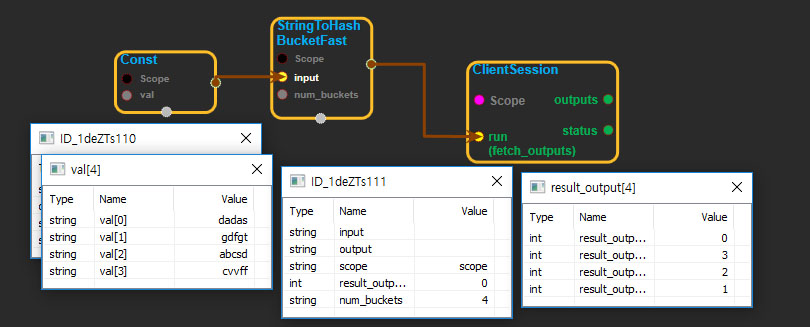 StringToHash
BucketFast
Scope
input
num_buckets
Const
Scope
val
ClientSession
Scope outputs
status
run
(fetch_outputs)
ID_1deZTs110
val[4]
Type Name Value
string val[0] dadas
string val[1] gdfgt
string val[2] abcsd
string val[3] cvvff
ID_1deZTs111
Type Name Value
string input
string output
string scope scope
int result_outp... 0
string num_buckets 4
result_output[4]
Type Name Value
int result_outp... 0
int result_outp... 3
int result_outp... 2
int result_outp... 1